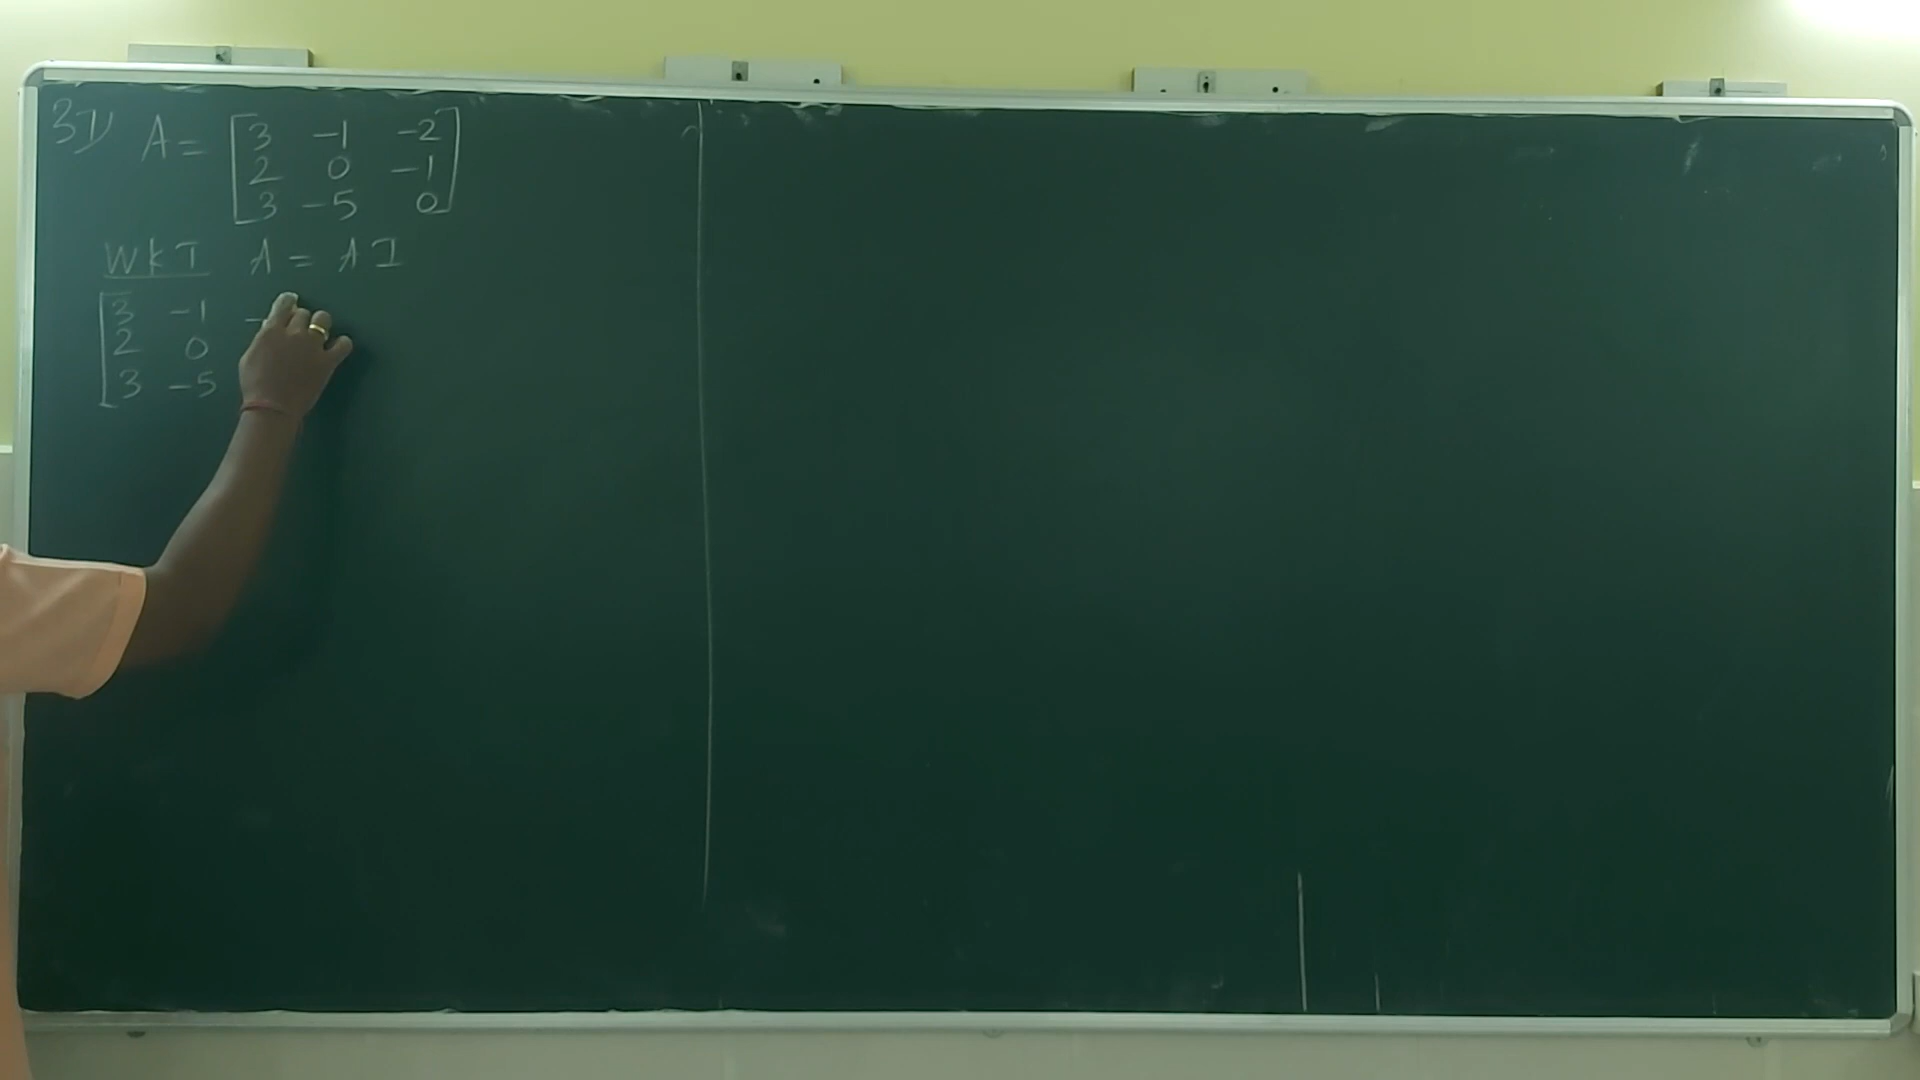 3) A = [ 3 -1 -2
2 0 -1
3 -5 0 ]
WKT A = A I
[ 3 -1 -
2 0
3 -5